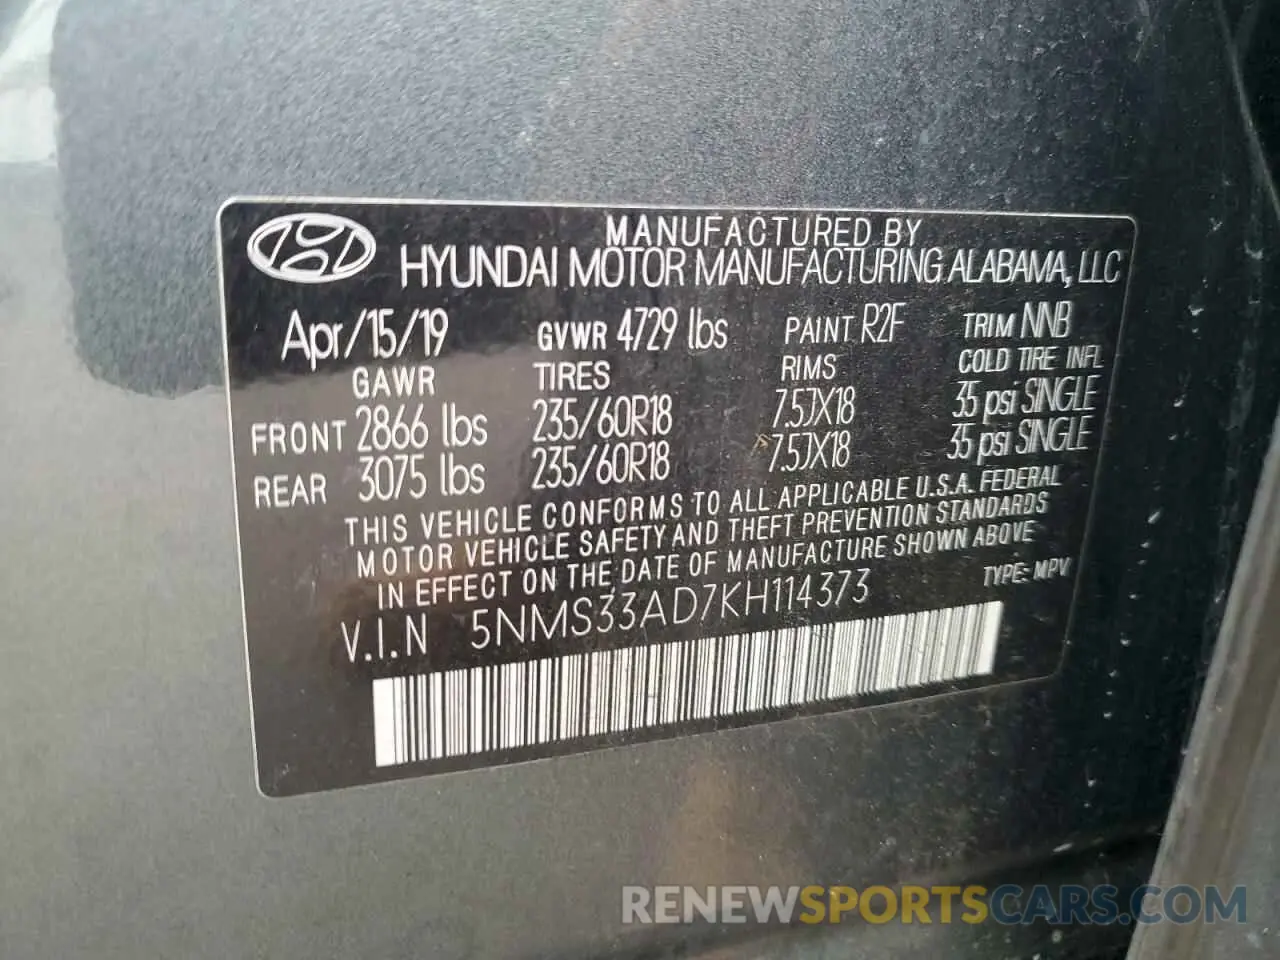 MANUFACTURED BY
HYUNDAI MOTOR MANUFACTURING ALABAMA, LLC
Apr/15/19 GVWR 4729 lbs PAINT R2F TRIM NNB
GAWR TIRES RIMS COLD TIRE INFL
FRONT 2866 lbs 235/60R18 7.5JX18 35 psi SINGLE
REAR 3075 lbs 235/60R18 7.5JX18 35 psi SINGLE
THIS VEHICLE CONFORMS TO ALL APPLICABLE U.S.A. FEDERAL
MOTOR VEHICLE SAFETY AND THEFT PREVENTION STANDARDS
IN EFFECT ON THE DATE OF MANUFACTURE SHOWN ABOVE
V.I.N 5NMS33AD7KH114373 TYPE: MPV
RENEWSPORTSCARS.COM